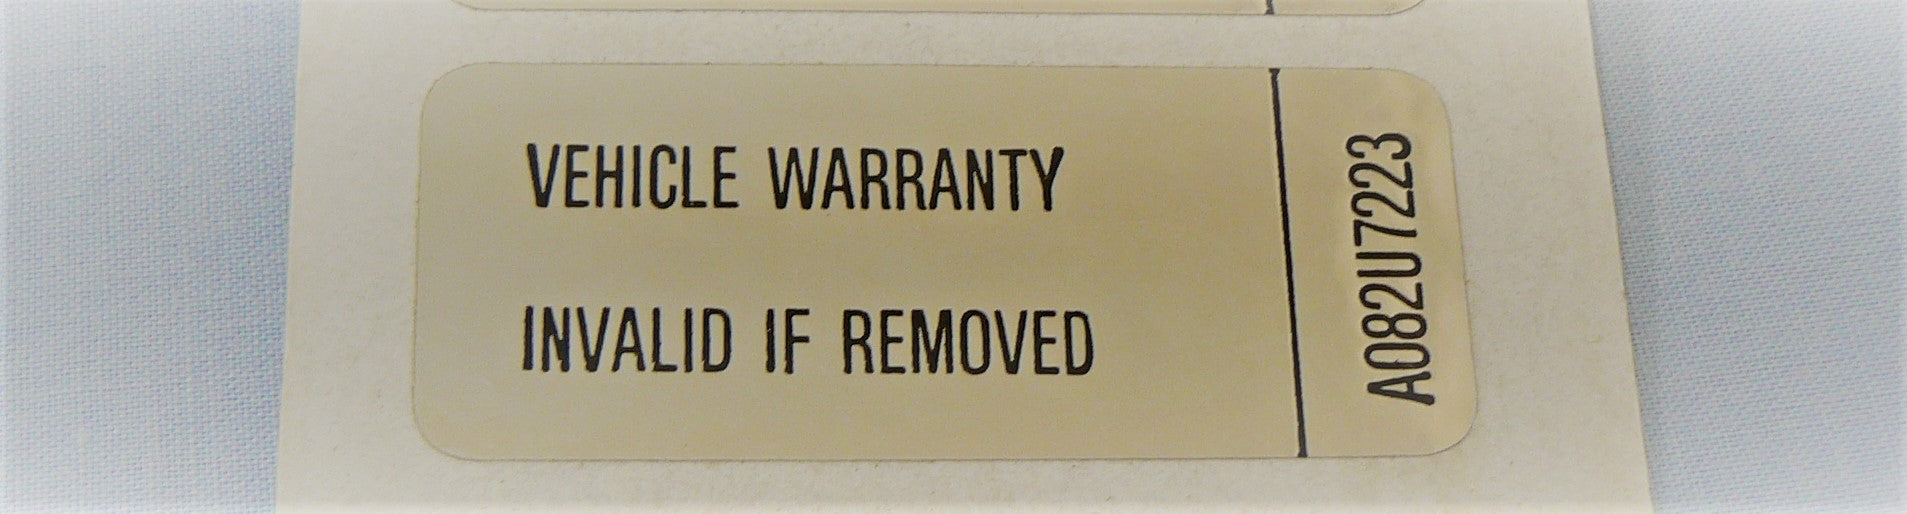 VEHICLE WARRANTY
INVALID IF REMOVED
A082U7223